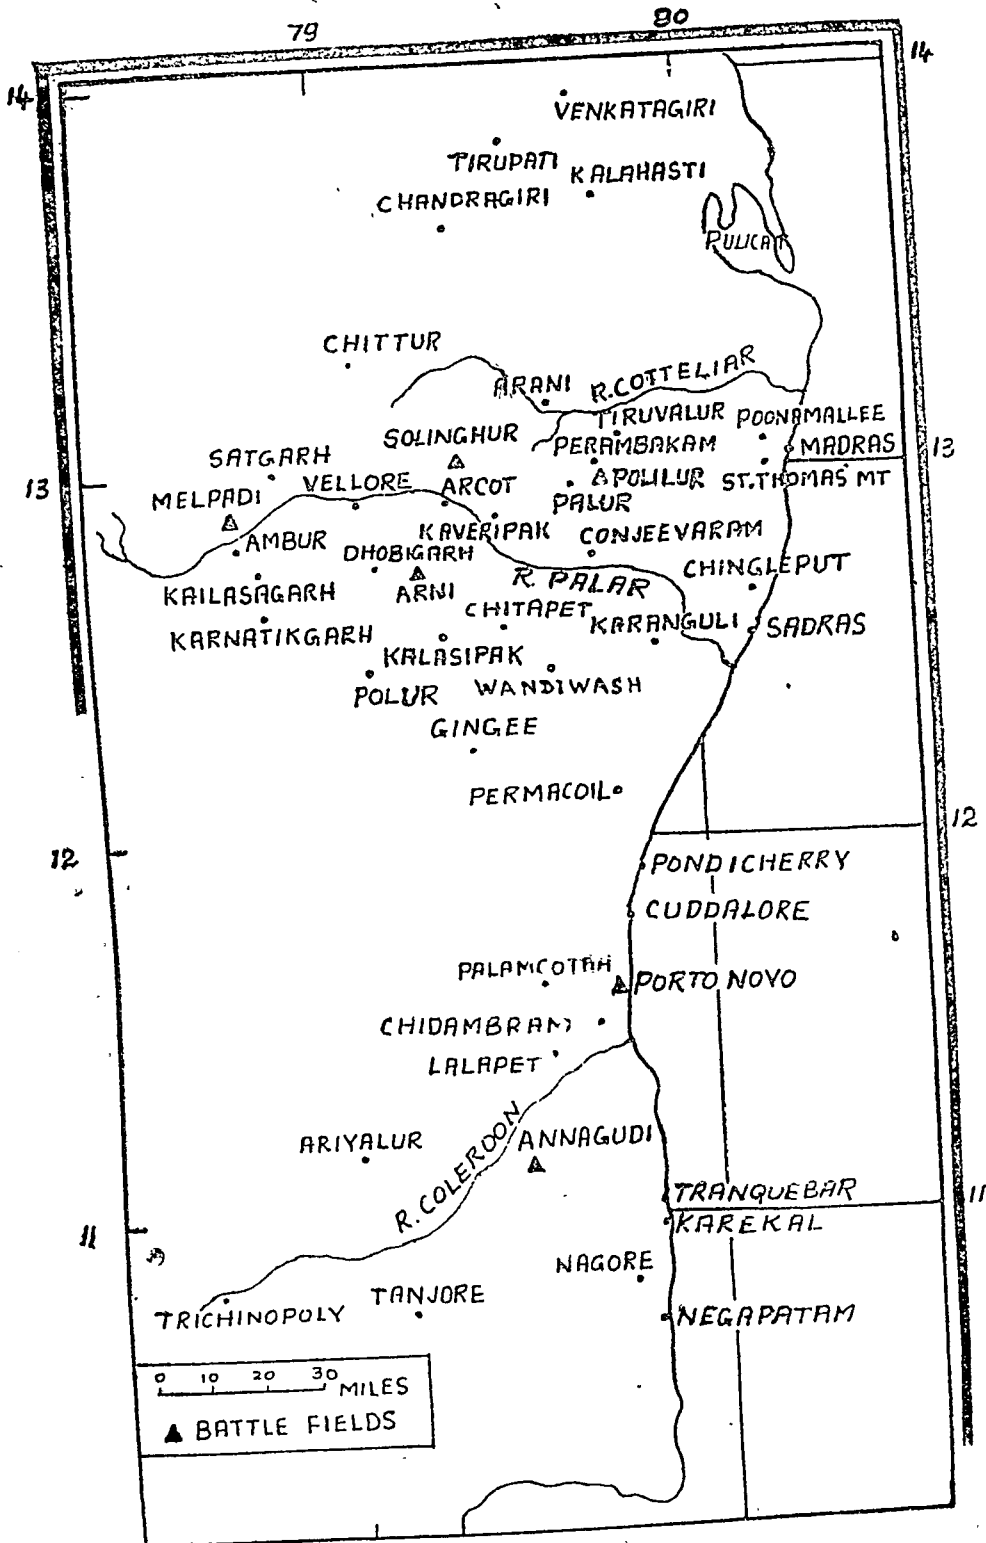 79
80
14
14
VENKATAGIRI
TIRUPATI
KALAHASTI
CHANDRAGIRI
PULICAT
CHITTUR
ARANI
R.COTTELIAR
TIRUVALUR
POONAMALLEE
SOLINGHUR
PERAMBAKAM
MADRAS
13
SATGARH
VELLORE
ARCOT
POLILUR
ST.THOMAS MT
13
MELPADI
PALUR
KAVERIPAK
CONJEEVARAM
AMBUR
DHOBIGARH
R. PALAR
CHINGLEPUT
KAILASAGARH
ARNI
CHITAPET
KARANGULI
SADRAS
KARNATIKGARH
KALASIPAK
POLUR
WANDIWASH
GINGEE
PERMACOIL
12
12
PONDICHERRY
CUDDALORE
PALAMCOTAH
PORTO NOVO
CHIDAMBRAM
LALAPET
ARIYALUR
R. COLEROON
ANNAGUDI
TRANQUEBAR
11
KAREKAL
11
NAGORE
TRICHINOPOLY
TANJORE
NEGAPATAM
0 10 20 30 MILES
BATTLE FIELDS